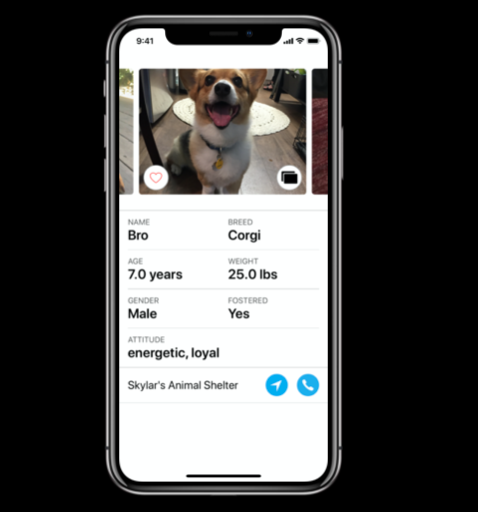 9:41
NAME BREED
Bro Corgi
AGE WEIGHT
7.0 years 25.0 lbs
GENDER FOSTERED
Male Yes
ATTITUDE
energetic, loyal
Skylar's Animal Shelter